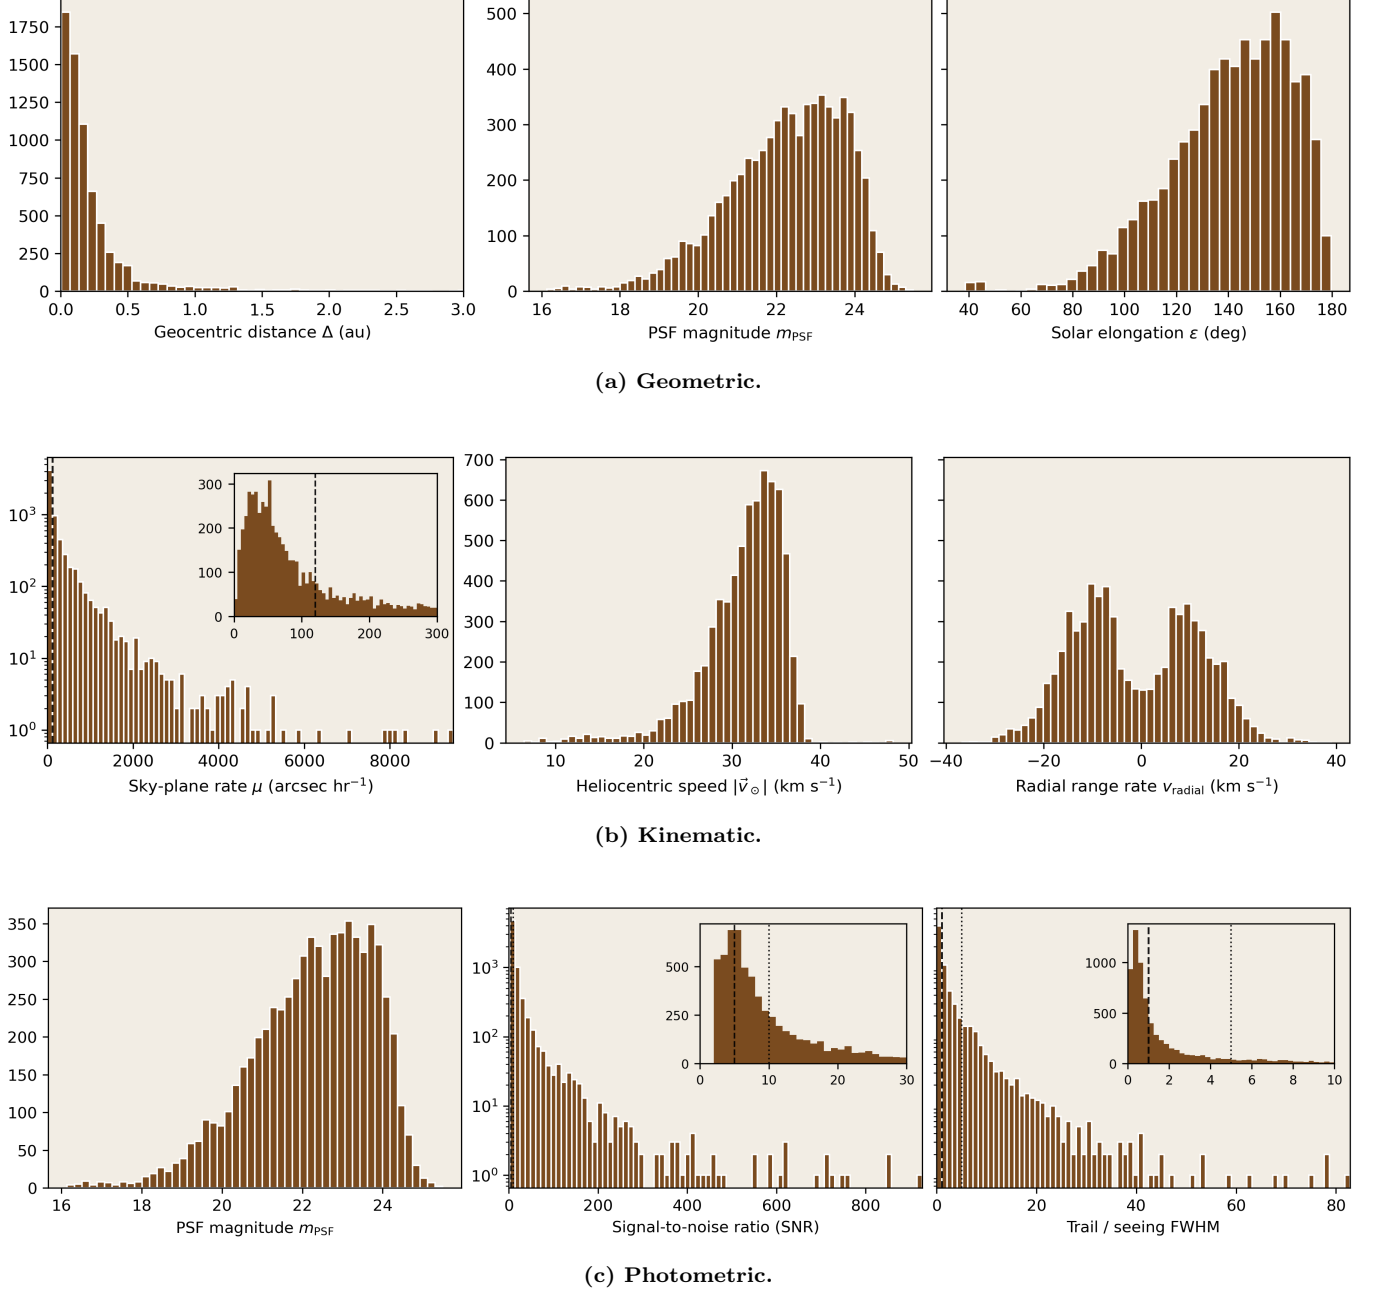 1750
1500
1250
1000
750
500
250
0
0.0 0.5 1.0 1.5 2.0 2.5 3.0
Geocentric distance Δ (au)
500
400
300
200
100
0
16 18 20 22 24
PSF magnitude m_PSF
40 60 80 100 120 140 160 180
Solar elongation ε (deg)
(a) Geometric.
10³
10²
10¹
10⁰
0 2000 4000 6000 8000
Sky-plane rate μ (arcsec hr⁻¹)
300
200
100
0
0 100 200 300
700
600
500
400
300
200
100
0
10 20 30 40 50
Heliocentric speed |v⃗_⊙| (km s⁻¹)
−40 −20 0 20 40
Radial range rate v_radial (km s⁻¹)
(b) Kinematic.
350
300
250
200
150
100
50
0
16 18 20 22 24
PSF magnitude m_PSF
10³
10²
10¹
10⁰
0 200 400 600 800
Signal-to-noise ratio (SNR)
500
250
0
0 10 20 30
0 20 40 60 80
Trail / seeing FWHM
1000
500
0
0 2 4 6 8 10
(c) Photometric.